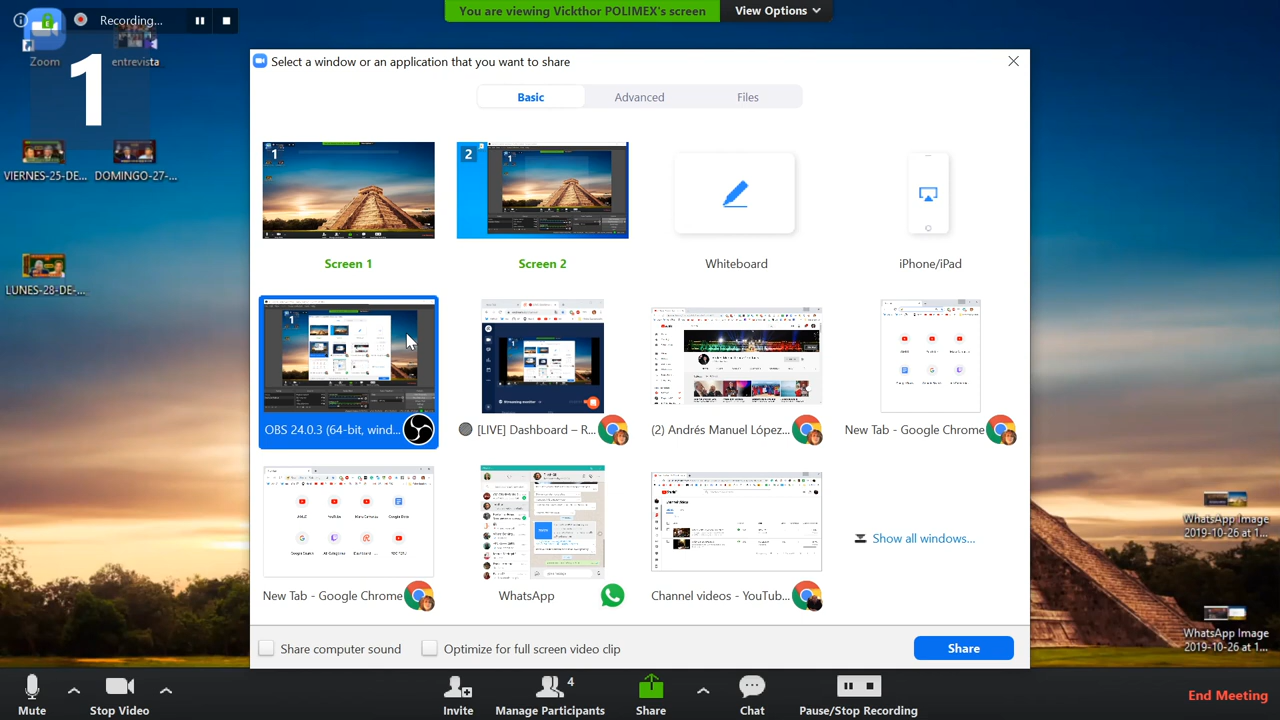 Recording...
You are viewing Vickthor POLIMEX's screen
View Options
Zoom
entrevista
1
VIERNES-25-DE...
DOMINGO-27-...
LUNES-28-DE-...
Select a window or an application that you want to share
Basic
Advanced
Files
1
2
1
Screen 1
Screen 2
Whiteboard
iPhone/iPad
1
OBS 24.0.3 (64-bit, wind...
[LIVE] Dashboard – R...
(2) Andrés Manuel López...
New Tab - Google Chrome
New Tab - Google Chrome
WhatsApp
Channel videos - YouTub...
Show all windows...
WhatsApp Image
2019-10-26 at 1...
WhatsApp Image
2019-10-26 at 1...
Share computer sound
Optimize for full screen video clip
Share
Mute
Stop Video
Invite
4
Manage Participants
Share
Chat
Pause/Stop Recording
End Meeting